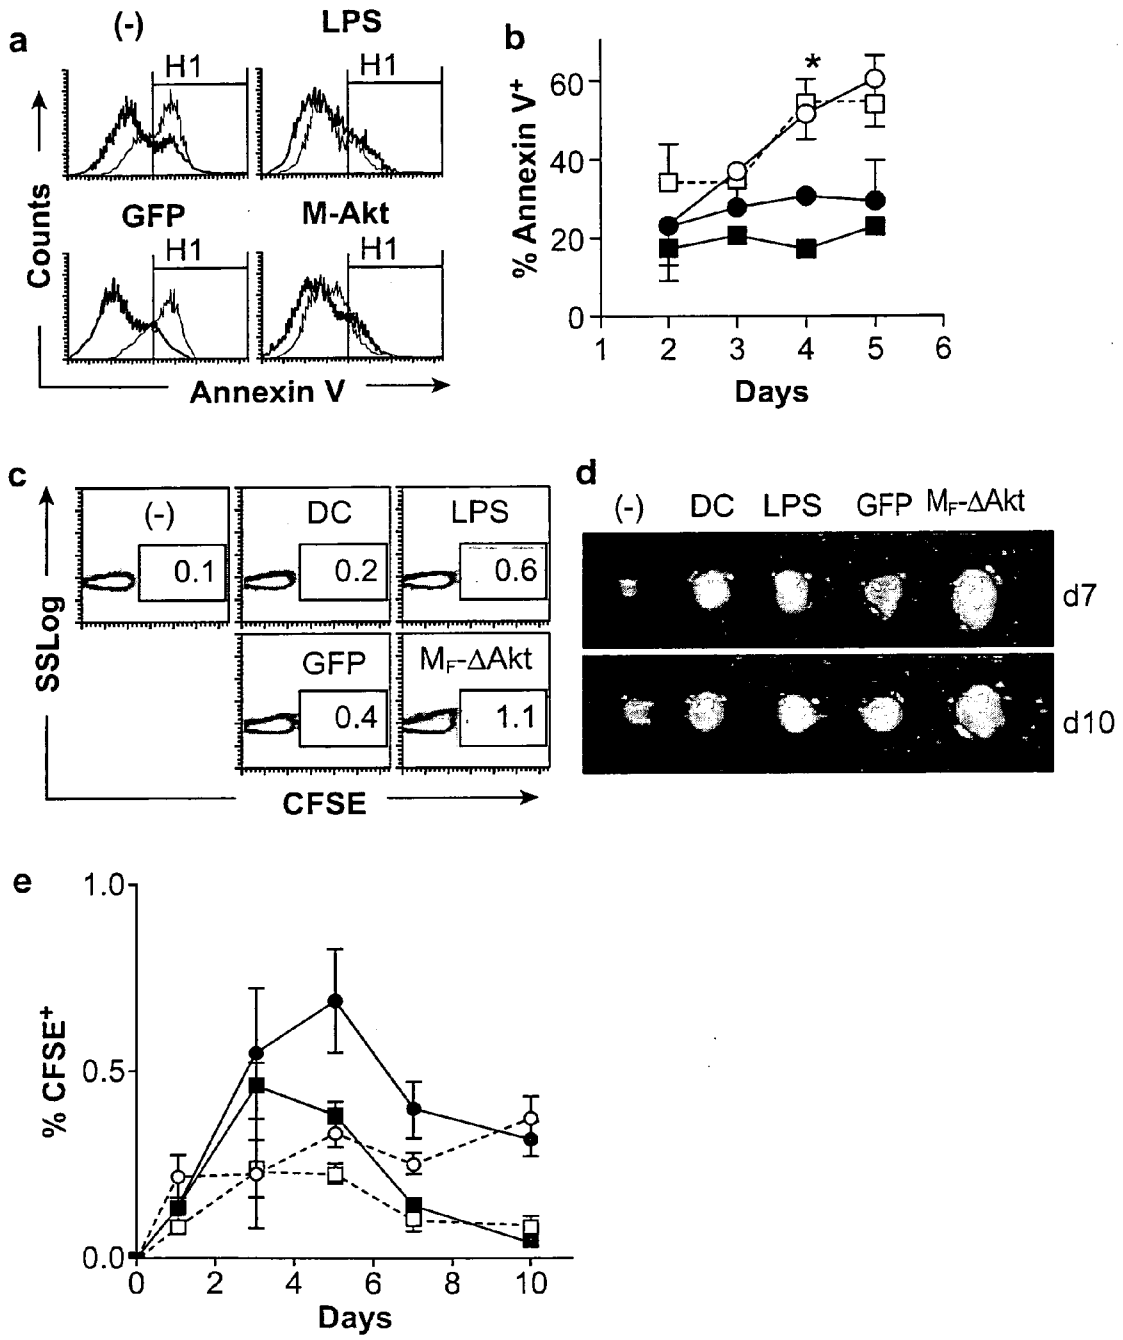 a
(-)
LPS
H1
H1
GFP
M-Akt
H1
H1
Counts
Annexin V
b
*
60
40
20
0
1 2 3 4 5 6
% Annexin V+
Days
c
(-)
DC
LPS
0.1
0.2
0.6
GFP
MF-ΔAkt
0.4
1.1
SSLog
CFSE
d
(-) DC LPS GFP MF-ΔAkt
d7
d10
e
1.0
0.5
0.0
0 2 4 6 8 10
% CFSE+
Days